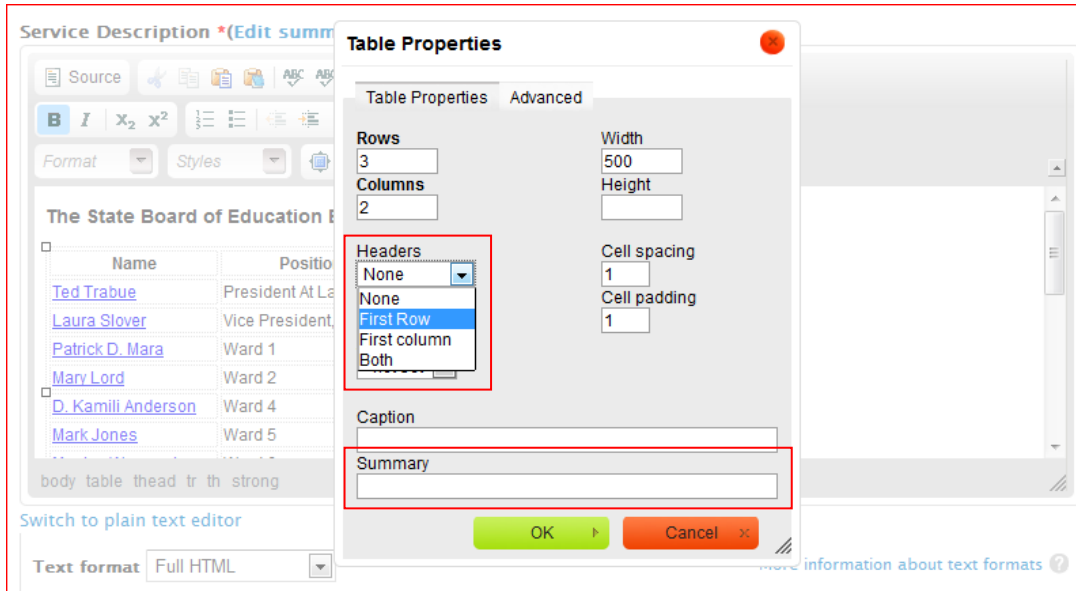 Service Description *(Edit summ
Source
ABC
B I X₂ X²
Format
Styles
The State Board of Education
Name
Positio
Ted Trabue
President At La
Laura Slover
Vice President,
Patrick D. Mara
Ward 1
Mary Lord
Ward 2
D. Kamili Anderson
Ward 4
Mark Jones
Ward 5
body table thead tr th strong
Switch to plain text editor
Text format
Full HTML
information about text formats
?
Table Properties
Table Properties
Advanced
Rows
3
Columns
2
Width
500
Height
Headers
None
None
First Row
First column
Both
Cell spacing
1
Cell padding
1
Caption
Summary
OK
Cancel